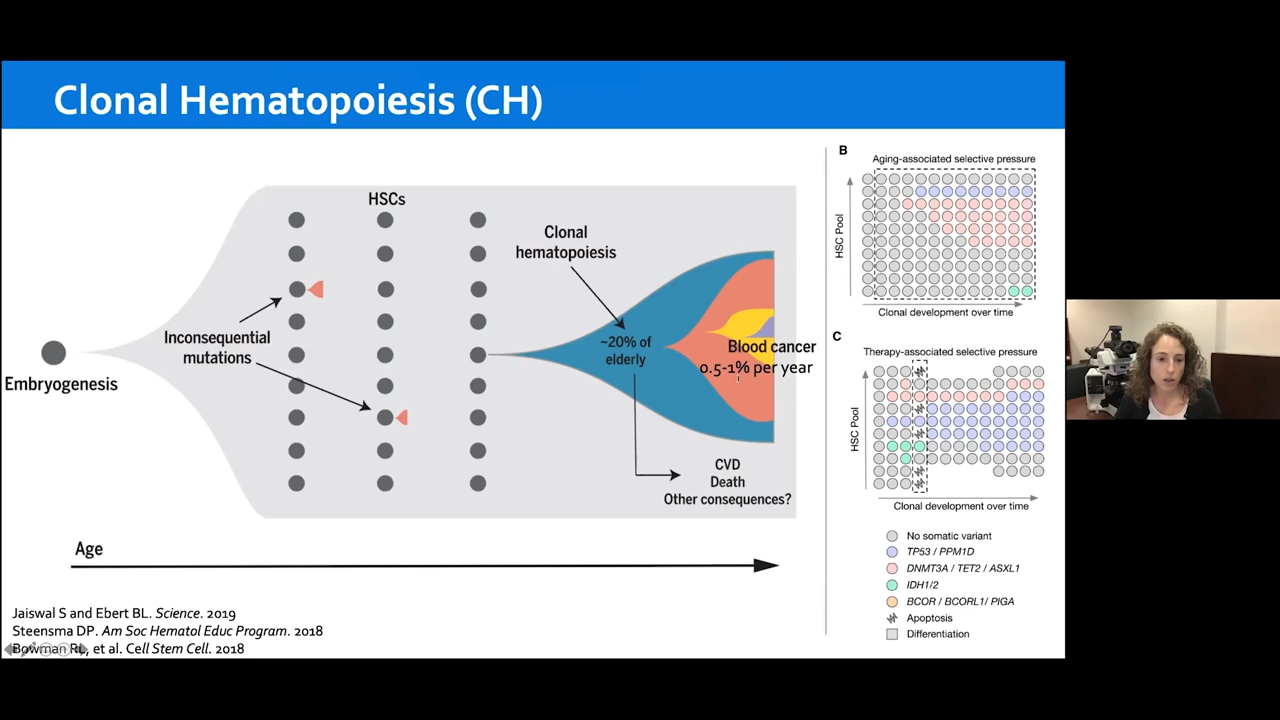 Clonal Hematopoiesis (CH)
HSCs
Clonal
hematopoiesis
Inconsequential
mutations
Embryogenesis
~20% of
elderly
Blood cancer
0.5-1% per year
CVD
Death
Other consequences?
Age
Jaiswal S and Ebert BL. Science. 2019
Steensma DP. Am Soc Hematol Educ Program. 2018
Bowman RL, et al. Cell Stem Cell. 2018
B
Aging-associated selective pressure
HSC Pool
Clonal development over time
C
Therapy-associated selective pressure
HSC Pool
Clonal development over time
No somatic variant
TP53 / PPM1D
DNMT3A / TET2 / ASXL1
IDH1/2
BCOR / BCORL1/ PIGA
Apoptosis
Differentiation